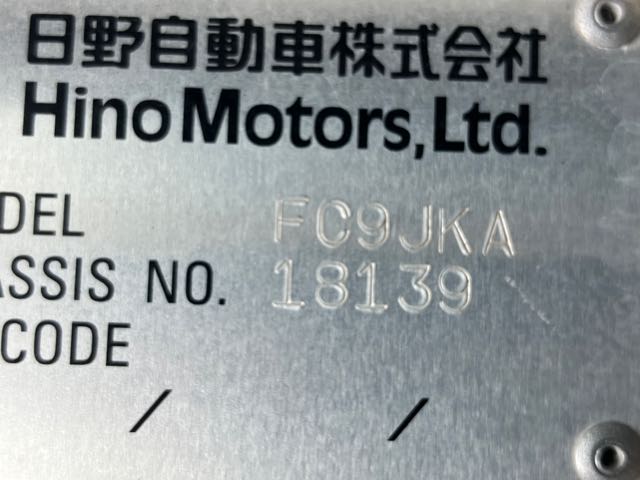 日野自動車株式会社
Hino Motors,Ltd.
DEL FC9JKA
ASSIS NO. 18139
CODE
/ /